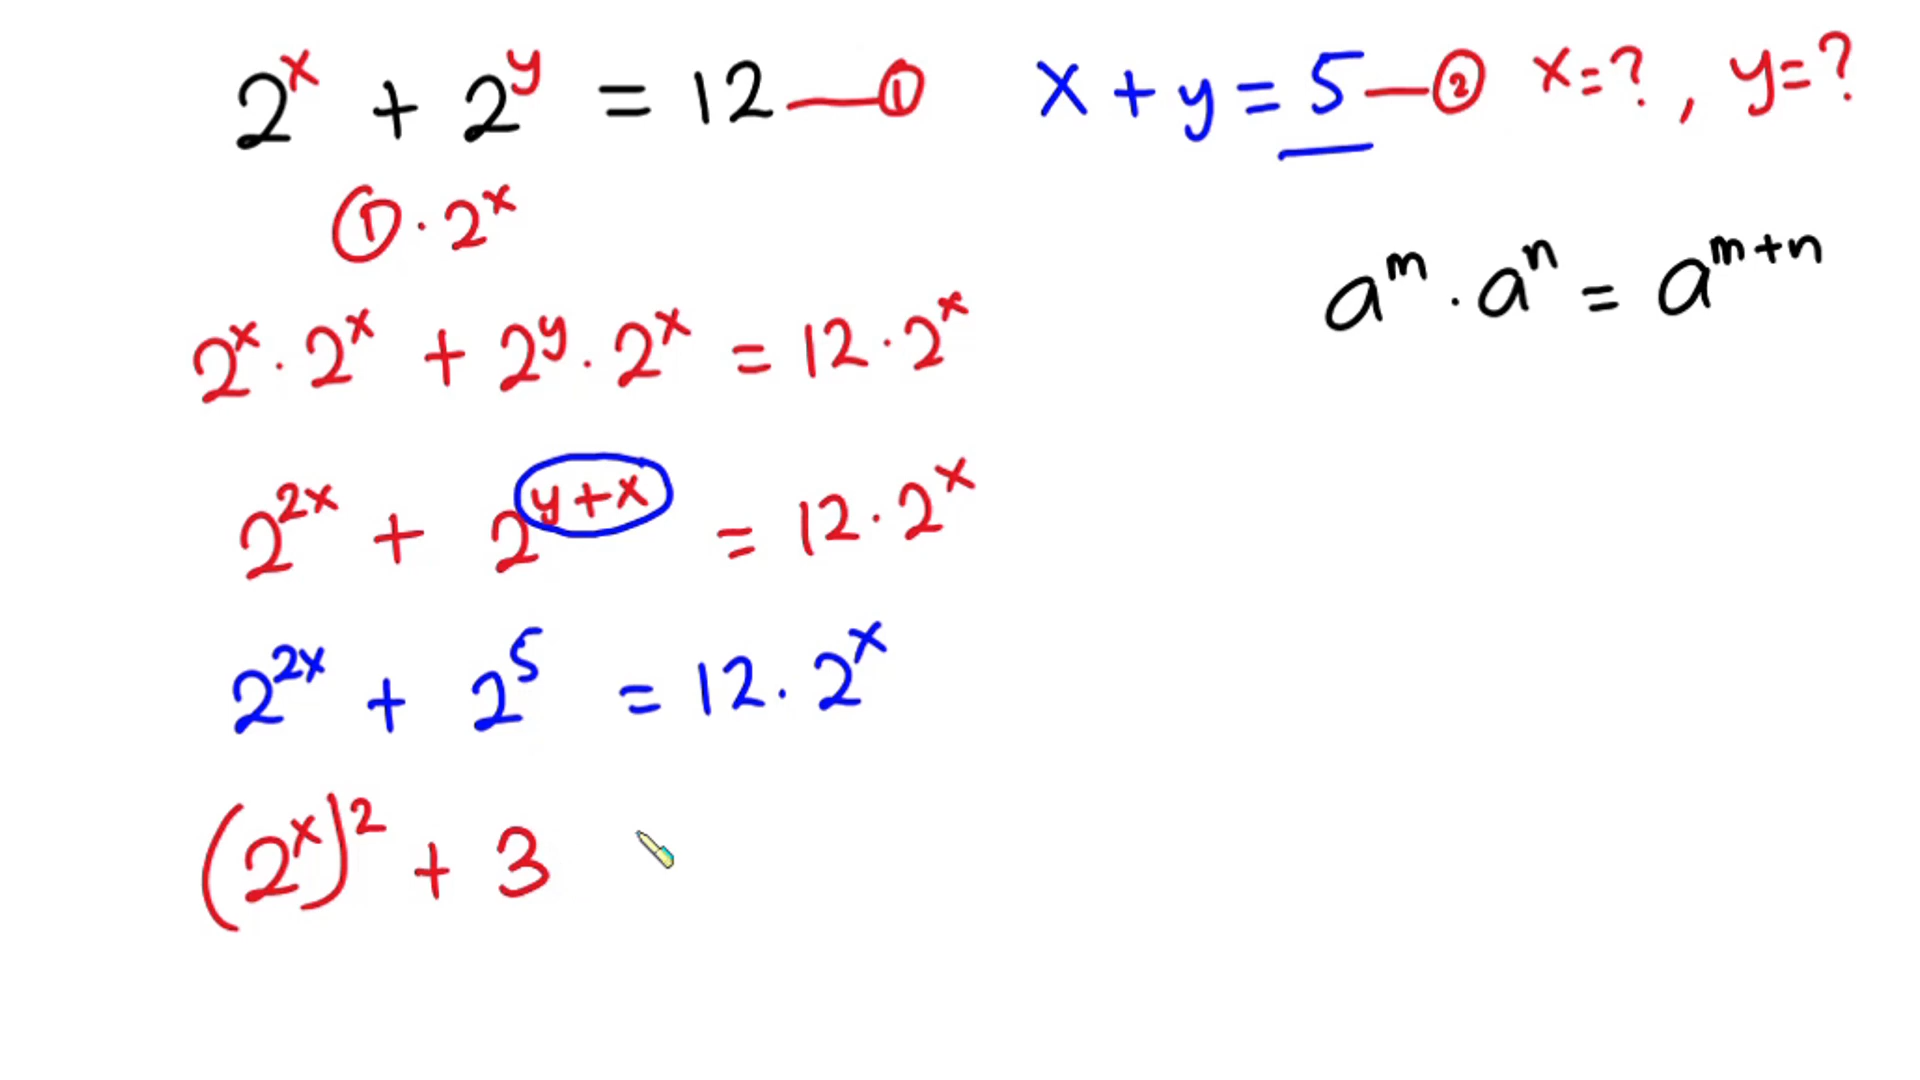 2^x + 2^y = 12 —① x + y = 5 —② x=?, y=?
① · 2^x
a^m · a^n = a^(m+n)
2^x · 2^x + 2^y · 2^x = 12 · 2^x
2^(2x) + 2^(y+x) = 12 · 2^x
2^(2x) + 2^5 = 12 · 2^x
(2^x)^2 + 3